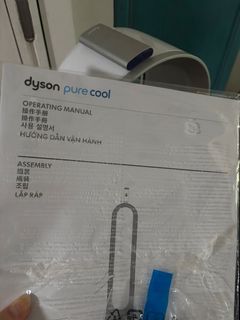 dyson pure cool
OPERATING MANUAL
操作手册
操作手冊
사용 설명서
HƯỚNG DẪN VẬN HÀNH
ASSEMBLY
组装
組裝
조립
LẮP RÁP